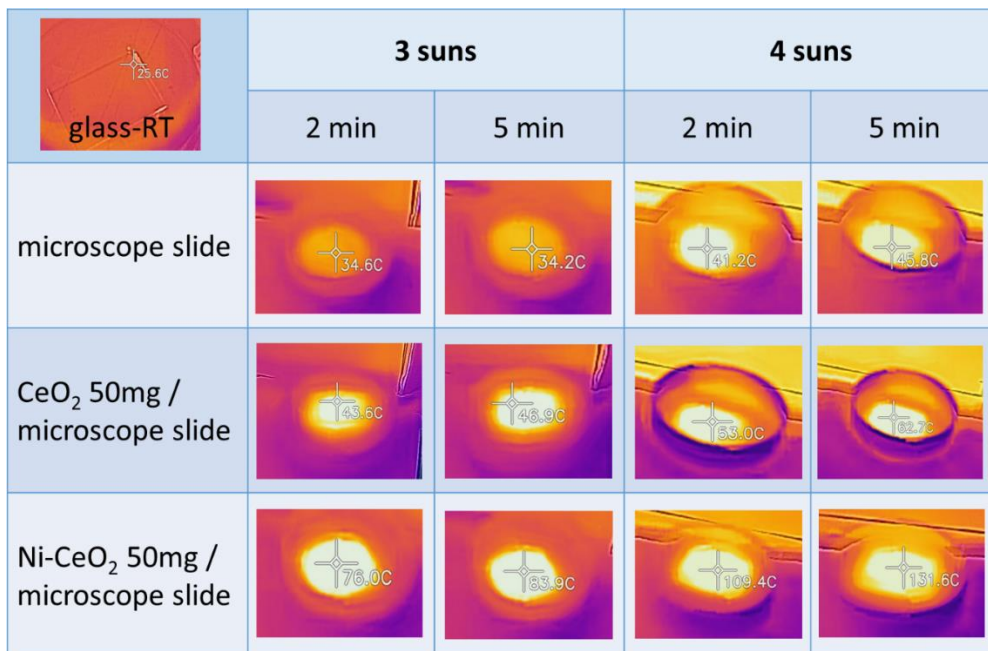 25.6C
glass-RT
3 suns
4 suns
2 min
5 min
2 min
5 min
microscope slide
34.6C
34.2C
41.2C
45.8C
CeO₂ 50mg /
microscope slide
43.6C
46.9C
53.0C
62.7C
Ni-CeO₂ 50mg /
microscope slide
76.0C
83.9C
109.4C
131.6C